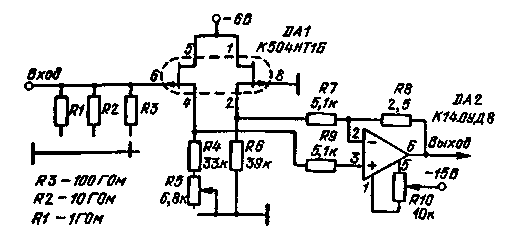 -6В
DA1
К504НТ1Б
5
1
Вход
6
8
4
2
R1
R2
R3
R7
5,1к
R8
2,5
DA2
К140УД8
R4
33к
R6
39к
R9
5,1к
2
3
6
Выход
R5
6,8к
1
5
-15В
R10
10к
R3 - 100 ГОм
R2 - 10 ГОм
R1 - 1 ГОм